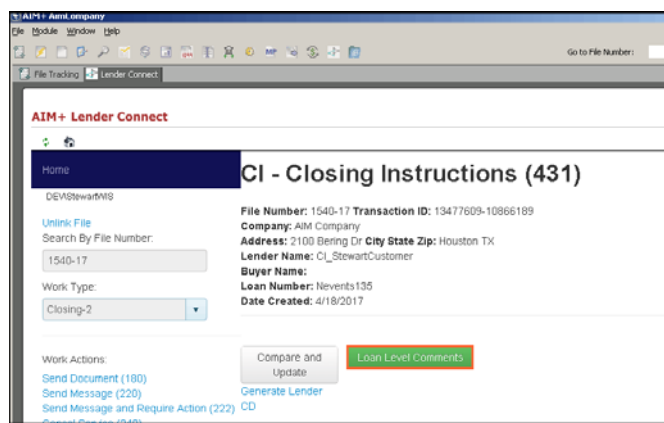 AIM+ AimCompany
File Module Window Help
Go to File Number:
File Tracking Lender Connect
AIM+ Lender Connect
Home
DEV\StewartWIS
Unlink File
Search By File Number:
1540-17
Work Type:
Closing-2
Work Actions:
Send Document (180)
Send Message (220)
Send Message and Require Action (222)
CI - Closing Instructions (431)
File Number: 1540-17 Transaction ID: 13477609-10866189
Company: AIM Company
Address: 2100 Bering Dr City State Zip: Houston TX
Lender Name: CI_StewartCustomer
Buyer Name:
Loan Number: Nevents135
Date Created: 4/18/2017
Compare and
Update
Loan Level Comments
Generate Lender
CD